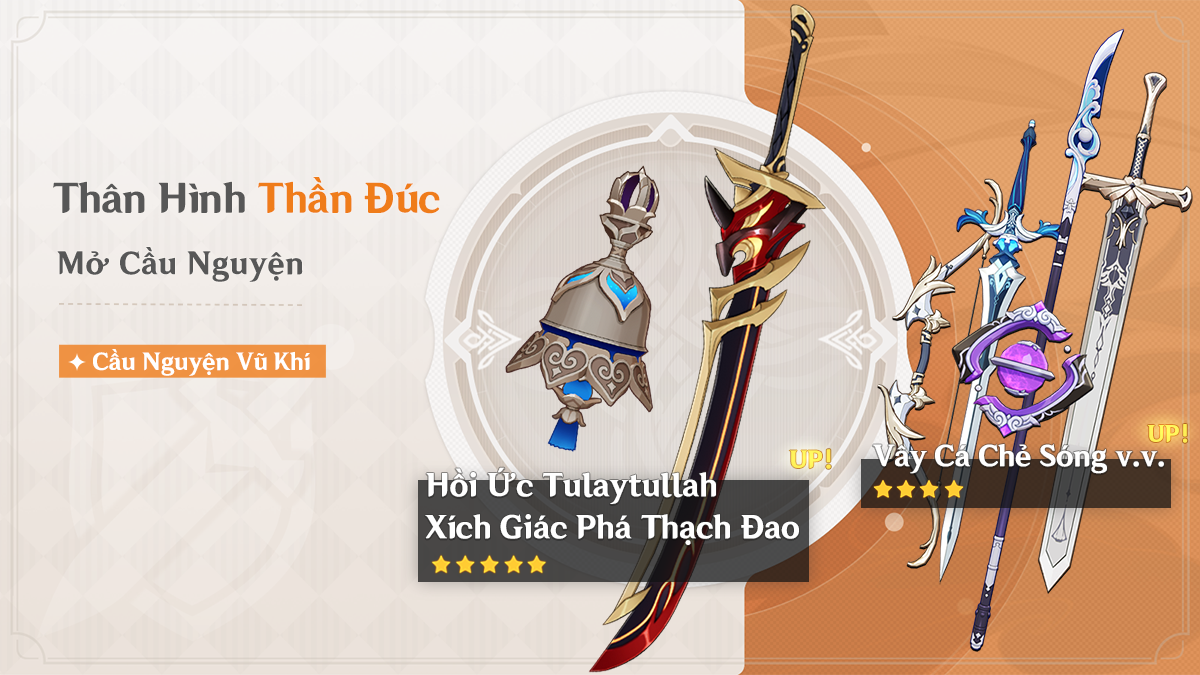 Thân Hình Thần Đúc
Mở Cầu Nguyện
Cầu Nguyện Vũ Khí
UP!
Hồi Ức Tulaytullah
Xích Giác Phá Thạch Đao
UP!
Vây Cá Chẻ Sóng v.v.